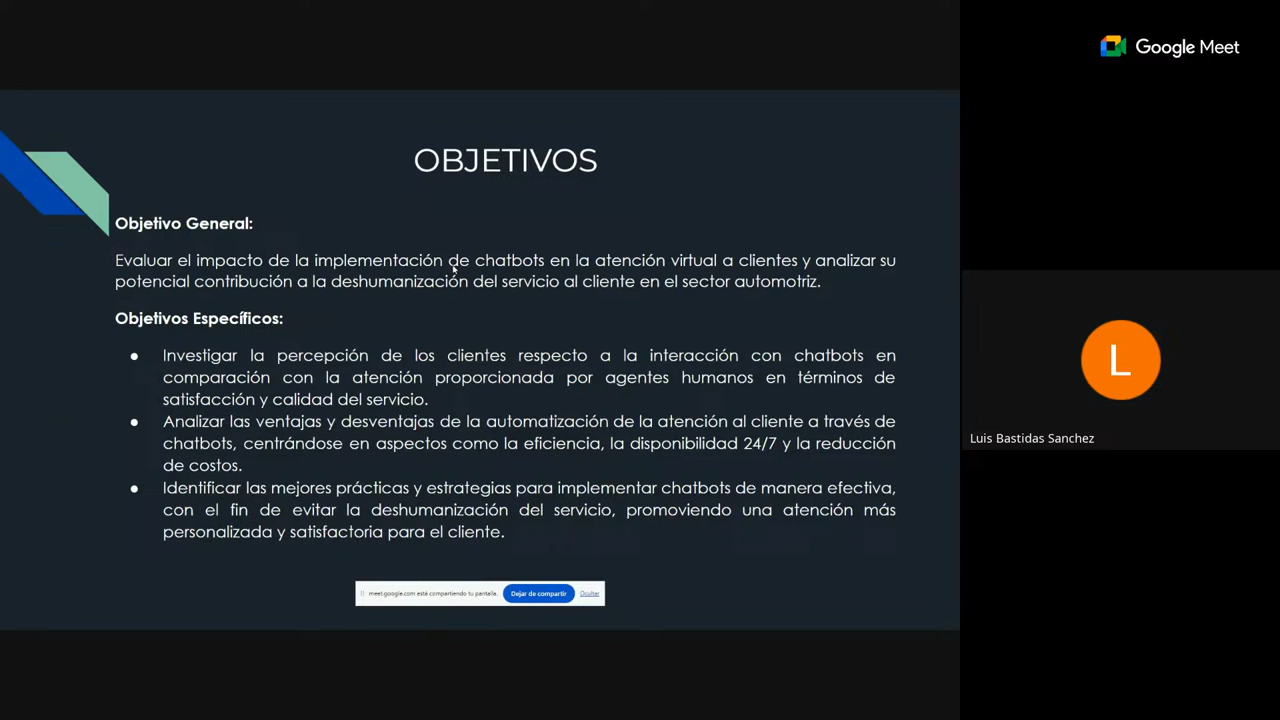 Google Meet
OBJETIVOS
Objetivo General:
Evaluar el impacto de la implementación de chatbots en la atención virtual a clientes y analizar su
potencial contribución a la deshumanización del servicio al cliente en el sector automotriz.
Objetivos Específicos:
● Investigar la percepción de los clientes respecto a la interacción con chatbots en
comparación con la atención proporcionada por agentes humanos en términos de
satisfacción y calidad del servicio.
● Analizar las ventajas y desventajas de la automatización de la atención al cliente a través de
chatbots, centrándose en aspectos como la eficiencia, la disponibilidad 24/7 y la reducción
de costos.
● Identificar las mejores prácticas y estrategias para implementar chatbots de manera efectiva,
con el fin de evitar la deshumanización del servicio, promoviendo una atención más
personalizada y satisfactoria para el cliente.
meet.google.com está compartiendo tu pantalla. Dejar de compartir Ocultar
L
Luis Bastidas Sanchez